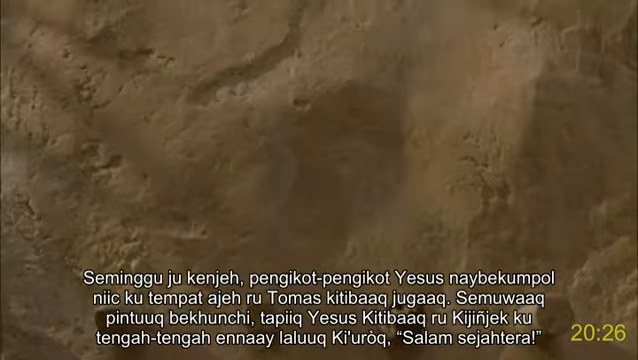 Seminggu ju kenjeh, pengikot-pengikot Yesus naybekumpol
niic ku tempat ajeh ru Tomas kitibaaq jugaaq. Semuwaaq
pintuuq bekhunchi, tapiiq Yesus Kitibaaq ru Kijiñjek ku
tengah-tengah ennaay laluuq Ki'uròq, “Salam sejahtera!”
20:26